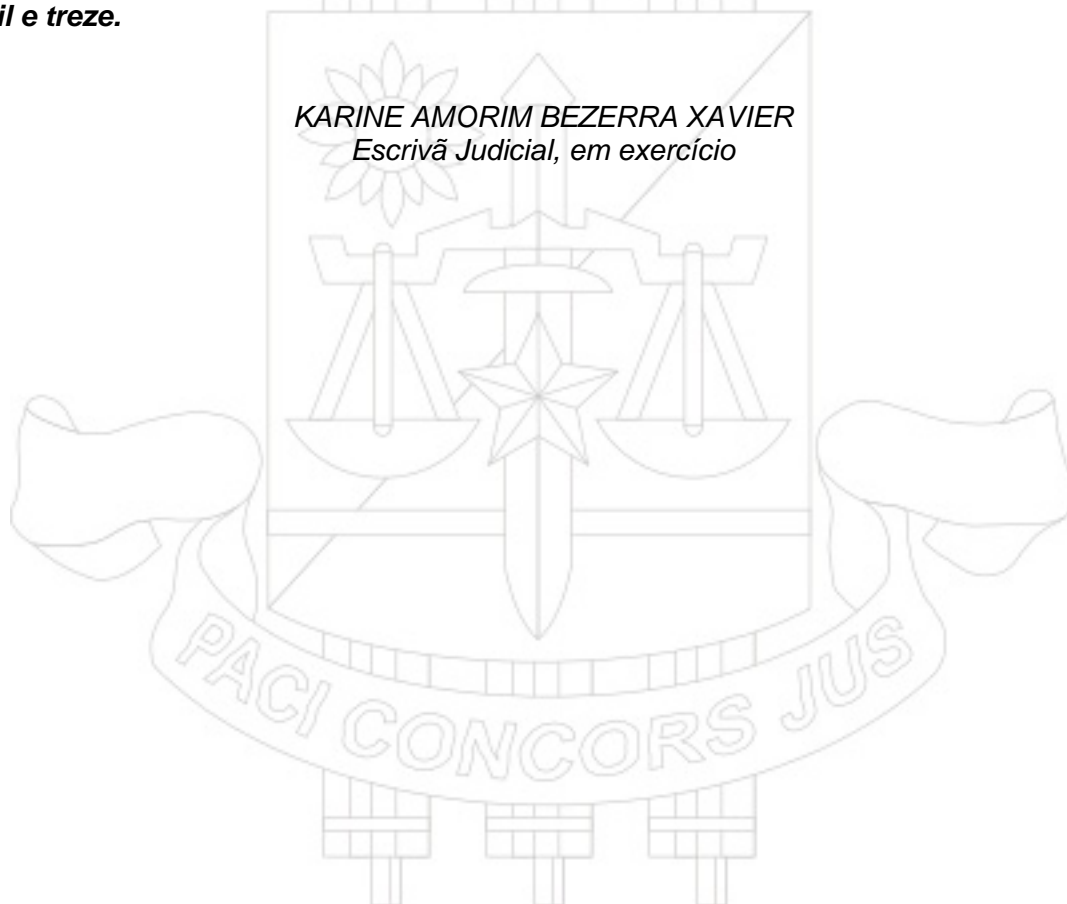 il e treze.
KARINE AMORIM BEZERRA XAVIER
Escrivã Judicial, em exercício
PACI CONCORS JUS